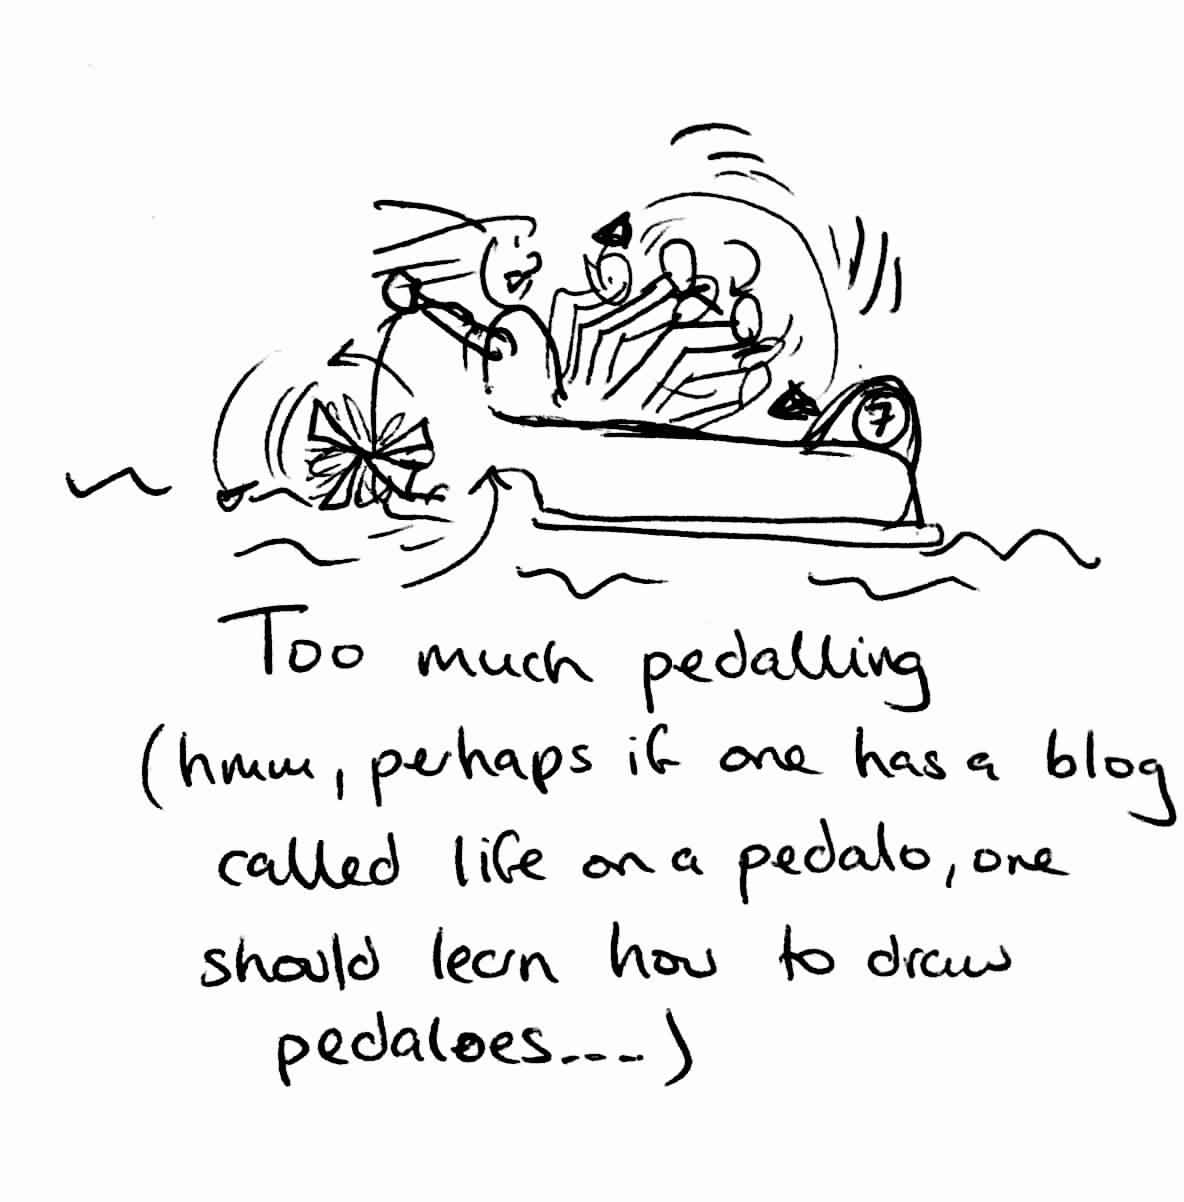 7
Too much pedalling
(hmm, perhaps if one has a blog
called life on a pedalo, one
should learn how to draw
pedaloes....)